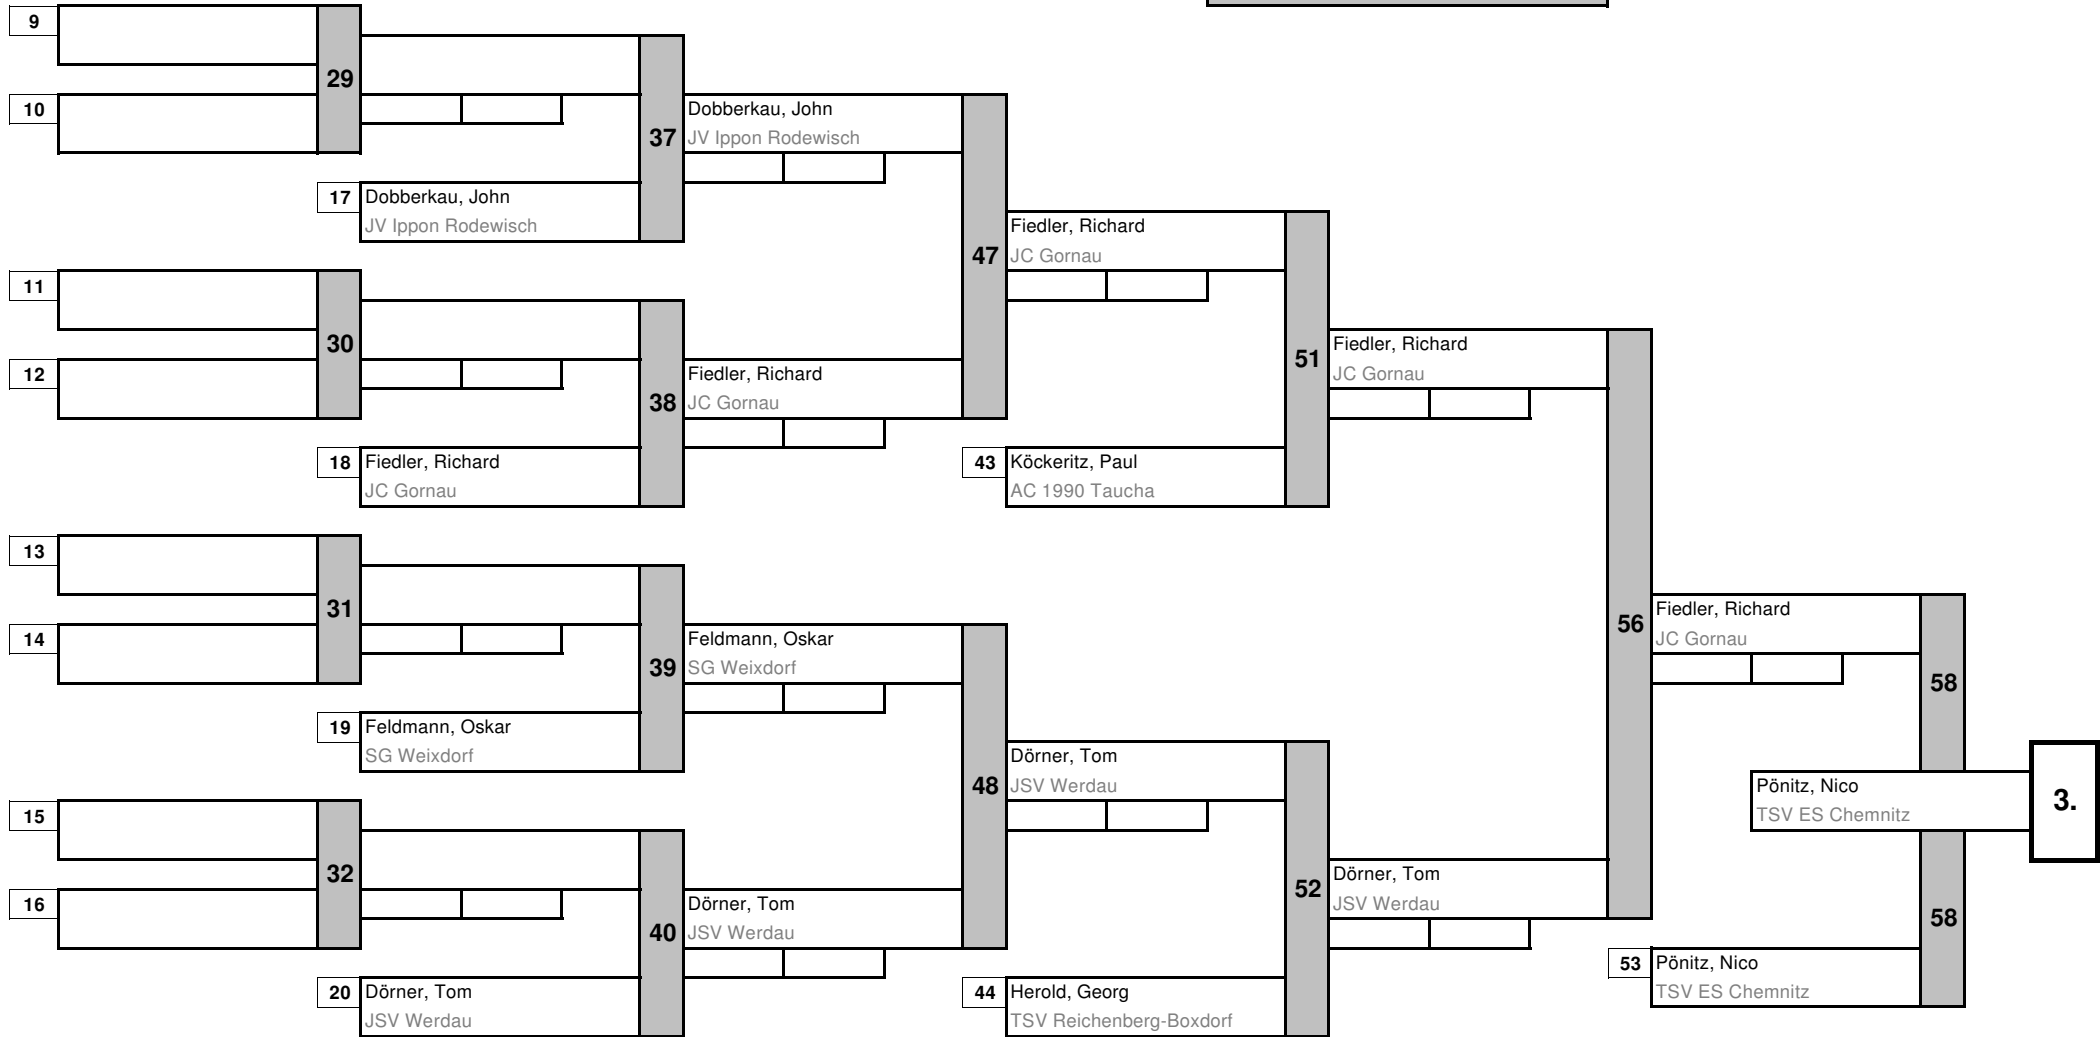 9
29
10
37
Dobberkau, John
JV Ippon Rodewisch
17
Dobberkau, John
JV Ippon Rodewisch
47
Fiedler, Richard
JC Gornau
11
30
12
38
Fiedler, Richard
JC Gornau
18
Fiedler, Richard
JC Gornau
43
Köckeritz, Paul
AC 1990 Taucha
51
Fiedler, Richard
JC Gornau
13
31
14
39
Feldmann, Oskar
SG Weixdorf
19
Feldmann, Oskar
SG Weixdorf
48
Dörner, Tom
JSV Werdau
15
32
16
40
Dörner, Tom
JSV Werdau
20
Dörner, Tom
JSV Werdau
44
Herold, Georg
TSV Reichenberg-Boxdorf
52
Dörner, Tom
JSV Werdau
56
Fiedler, Richard
JC Gornau
58
Pönitz, Nico
TSV ES Chemnitz
3.
58
53
Pönitz, Nico
TSV ES Chemnitz